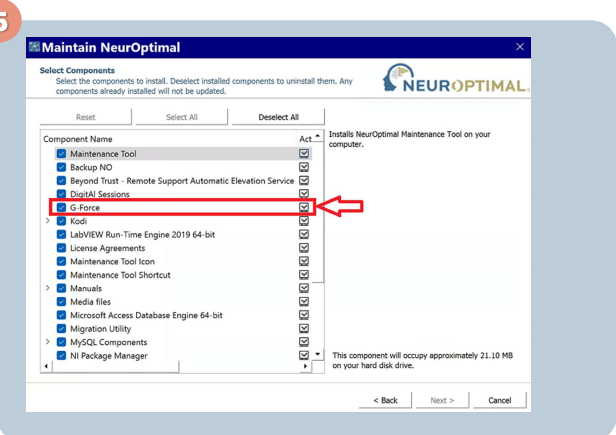 5
Maintain NeurOptimal
Select Components
Select the components to install. Deselect installed components to uninstall them. Any
components already installed will not be updated.
NEUROPTIMAL.
Reset Select All Deselect All
Component Name Act
Installs NeurOptimal Maintenance Tool on your
computer.
Maintenance Tool
Backup NO
Beyond Trust - Remote Support Automatic Elevation Service
DigitAl Sessions
G-Force
Kodi
LabVIEW Run-Time Engine 2019 64-bit
License Agreements
Maintenance Tool Icon
Maintenance Tool Shortcut
Manuals
Media files
Microsoft Access Database Engine 64-bit
Migration Utility
MySQL Components
NI Package Manager
This component will occupy approximately 21.10 MB
on your hard disk drive.
< Back Next > Cancel